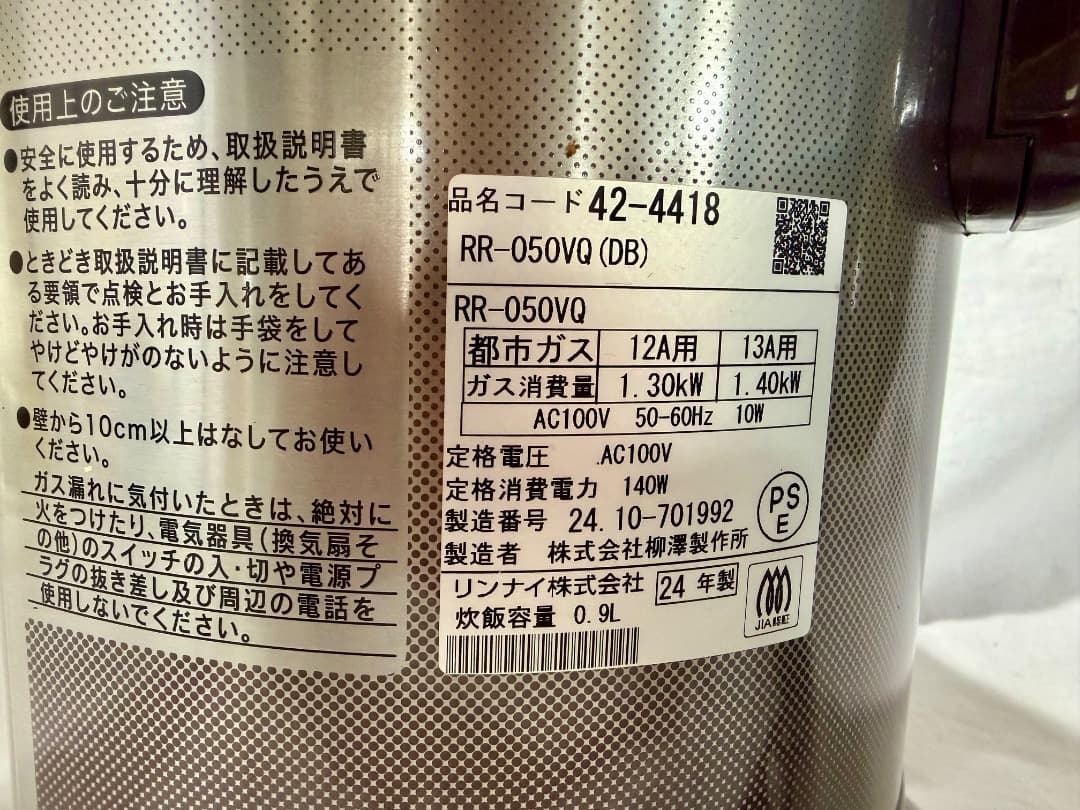 使用上のご注意
●安全に使用するため、取扱説明書
をよく読み、十分に理解したうえで
使用してください。
●ときどき取扱説明書に記載してあ
る要領で点検とお手入れをしてく
ださい。お手入れ時は手袋をして
やけどやけがのないように注意し
てください。
●壁から10cm以上はなしてお使い
ください。
ガス漏れに気付いたときは、絶対に
火をつけたり、電気器具(換気扇そ
の他)のスイッチの入・切や電源プ
ラグの抜き差し及び周辺の電話を
使用しないでください。
品名コード 42-4418
RR-050VQ(DB)
RR-050VQ
都市ガス 12A用 13A用
ガス消費量 1.30kW 1.40kW
AC100V 50-60Hz 10W
定格電圧 AC100V
定格消費電力 140W
製造番号 24.10-701992
製造者 株式会社柳澤製作所
PS
E
リンナイ株式会社 24年製
炊飯容量 0.9L
JIA認証